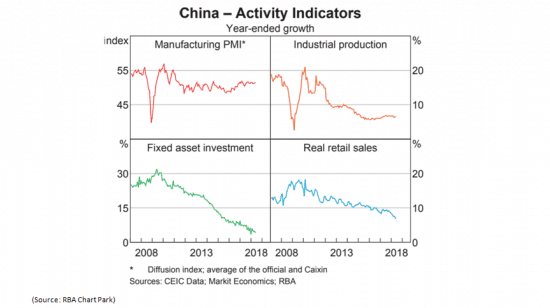 China – Activity Indicators
Year-ended growth
index Manufacturing PMI* Industrial production %
55 20
45 10
% Fixed asset investment Real retail sales %
30 20
15 10
0 0
2008 2013 2018 2008 2013 2018
* Diffusion index; average of the official and Caixin
Sources: CEIC Data; Markit Economics; RBA
(Source: RBA Chart Park)